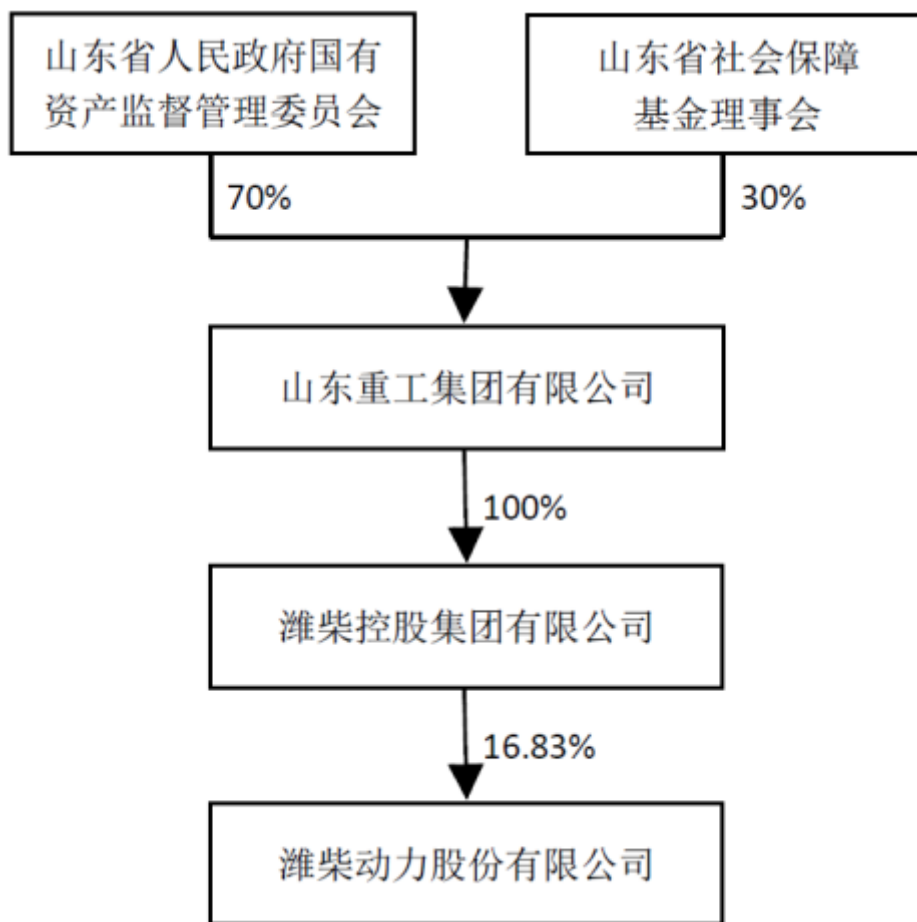 山东省人民政府国有
资产监督管理委员会
山东省社会保障
基金理事会
70%
30%
山东重工集团有限公司
100%
潍柴控股集团有限公司
16.83%
潍柴动力股份有限公司